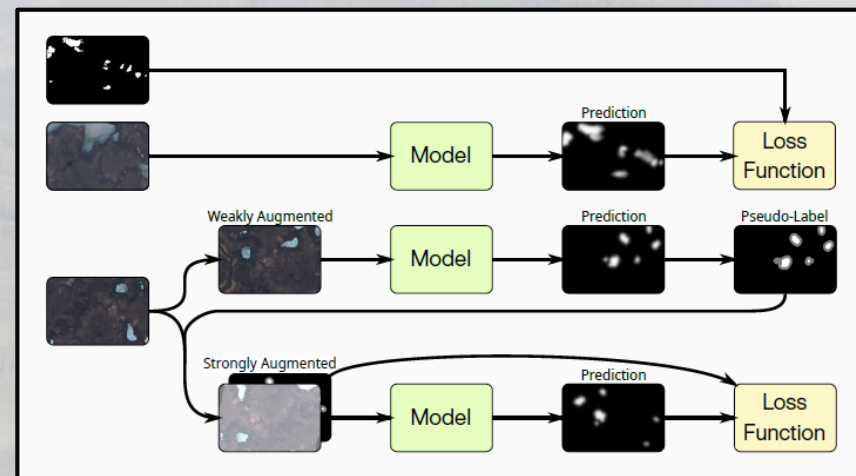 Prediction
Model
Loss
Function
Weakly Augmented
Prediction
Pseudo-Label
Model
Strongly Augmented
Prediction
Model
Loss
Function